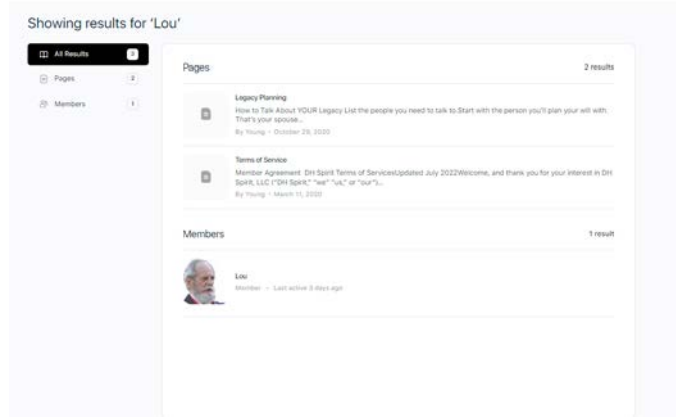 Showing results for ‘Lou’
All Results 3
Pages 2
Members 1
Pages 2 results
Legacy Planning
How to Talk About YOUR Legacy List the people you need to talk to.Start with the person you'll plan your will with.
That's your spouse...
By Young • October 29, 2020
Terms of Service
Member Agreement DH Spirit Terms of ServicesUpdated July 2022Welcome, and thank you for your interest in DH
Spirit, LLC ("DH Spirit," "we" "us," or "our")...
By Young • March 11, 2020
Members 1 result
Lou
Member • Last active 3 days ago